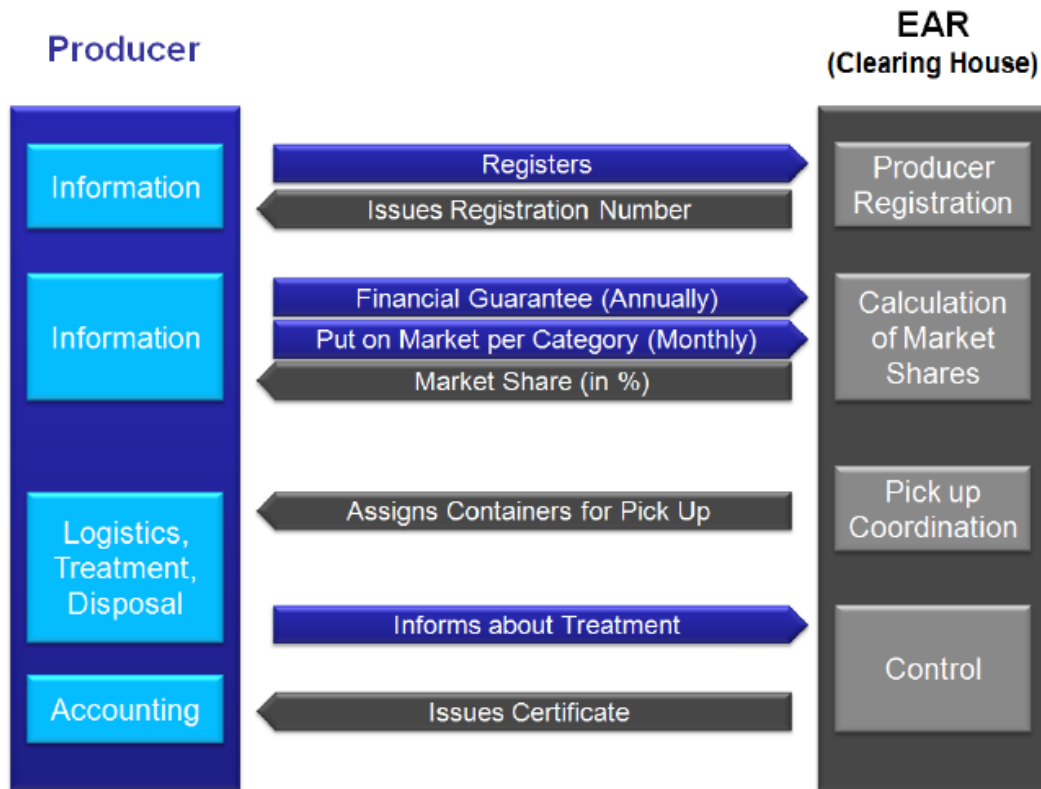 Producer
EAR
(Clearing House)
Information
Registers
Issues Registration Number
Producer
Registration
Information
Financial Guarantee (Annually)
Put on Market per Category (Monthly)
Market Share (in %)
Calculation
of Market
Shares
Logistics,
Treatment,
Disposal
Assigns Containers for Pick Up
Pick up
Coordination
Informs about Treatment
Control
Accounting
Issues Certificate